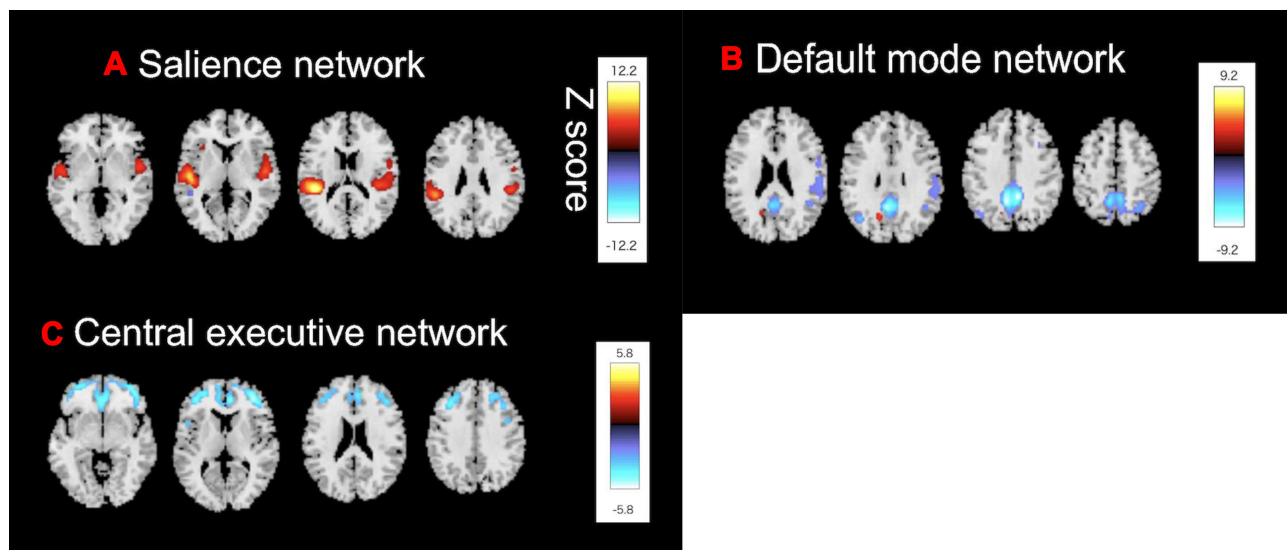 A Salience network
Z score
12.2
-12.2
B Default mode network
9.2
-9.2
C Central executive network
5.8
-5.8